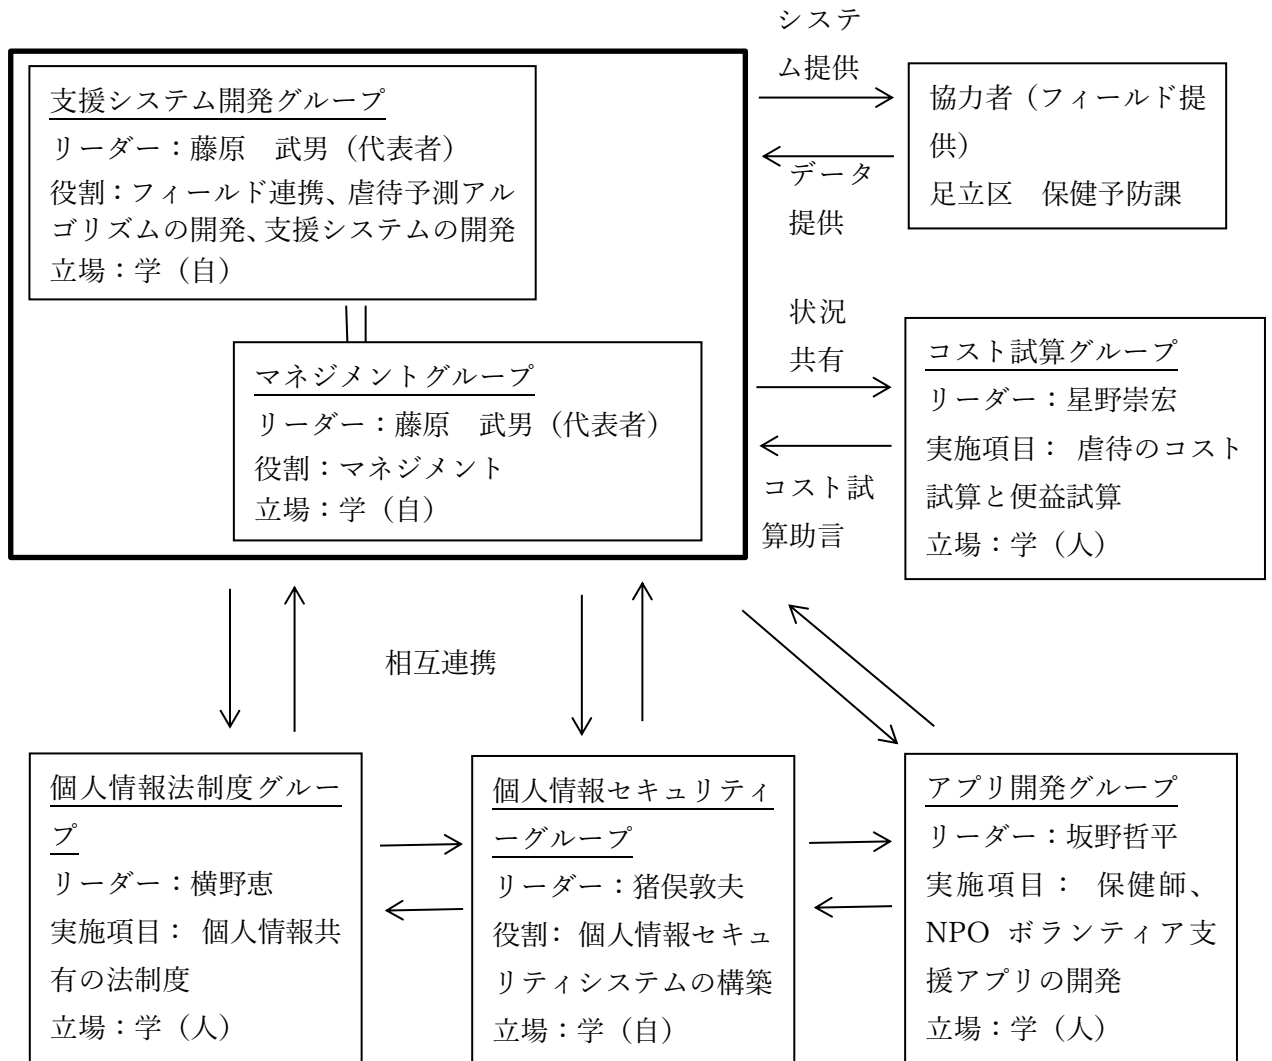 支援システム開発グループ
リーダー：藤原　武男（代表者）
役割：フィールド連携、虐待予測アル
ゴリズムの開発、支援システムの開発
立場：学（自）
マネジメントグループ
リーダー：藤原　武男（代表者）
役割：マネジメント
立場：学（自）
システ
ム提供
データ
提供
協力者（フィールド提
供）
足立区　保健予防課
状況
共有
コスト試
算助言
コスト試算グループ
リーダー：星野崇宏
実施項目： 虐待のコスト
試算と便益試算
立場：学（人）
相互連携
個人情報法制度グルー
プ
リーダー：横野恵
実施項目： 個人情報共
有の法制度
立場：学（人）
個人情報セキュリティ
ーグループ
リーダー：猪俣敦夫
役割：個人情報セキュ
リティシステムの構築
立場：学（自）
アプリ開発グループ
リーダー：坂野哲平
実施項目： 保健師、
NPO ボランティア支
援アプリの開発
立場：学（人）